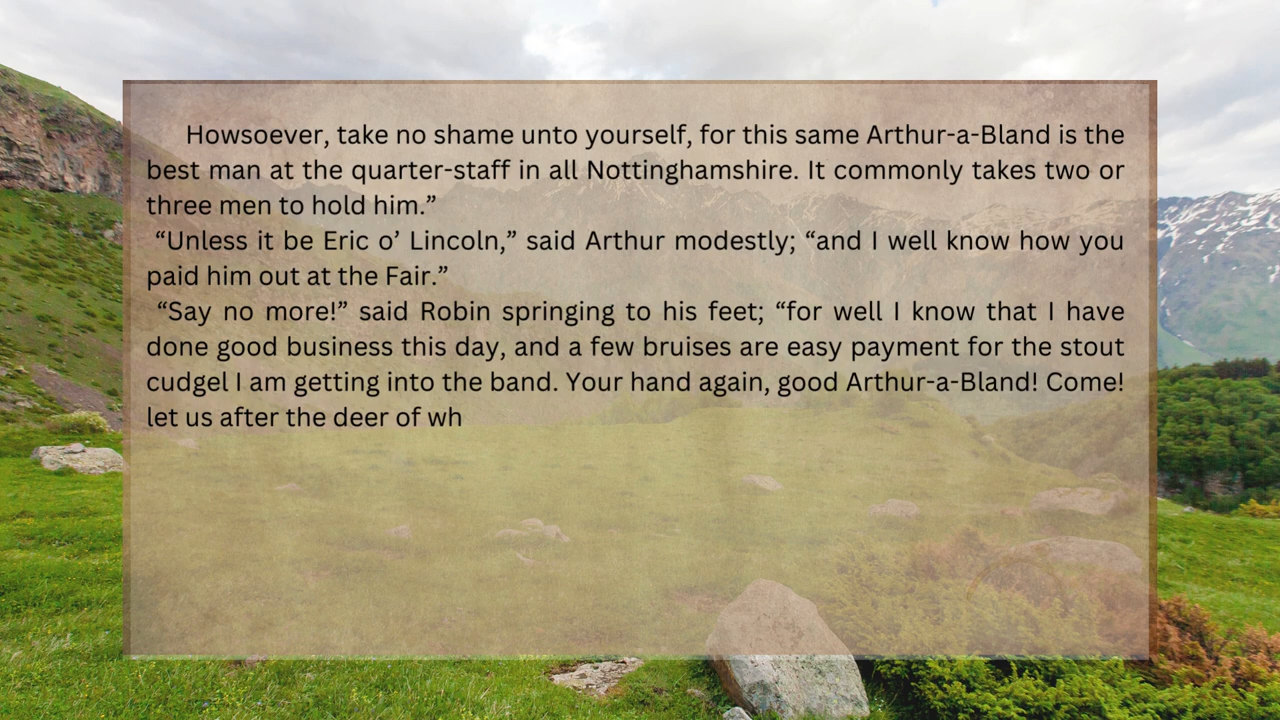 Howsoever, take no shame unto yourself, for this same Arthur-a-Bland is the
best man at the quarter-staff in all Nottinghamshire. It commonly takes two or
three men to hold him.”
“Unless it be Eric o’ Lincoln,” said Arthur modestly; “and I well know how you
paid him out at the Fair.”
“Say no more!” said Robin springing to his feet; “for well I know that I have
done good business this day, and a few bruises are easy payment for the stout
cudgel I am getting into the band. Your hand again, good Arthur-a-Bland! Come!
let us after the deer of wh